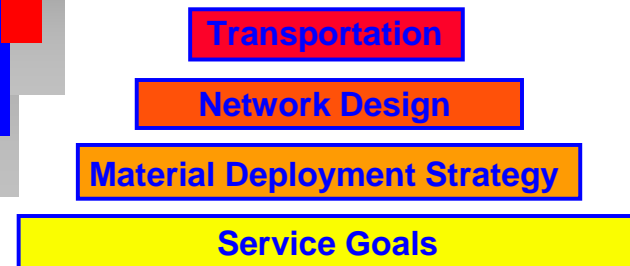 Transportation
Network Design
Material Deployment Strategy
Service Goals